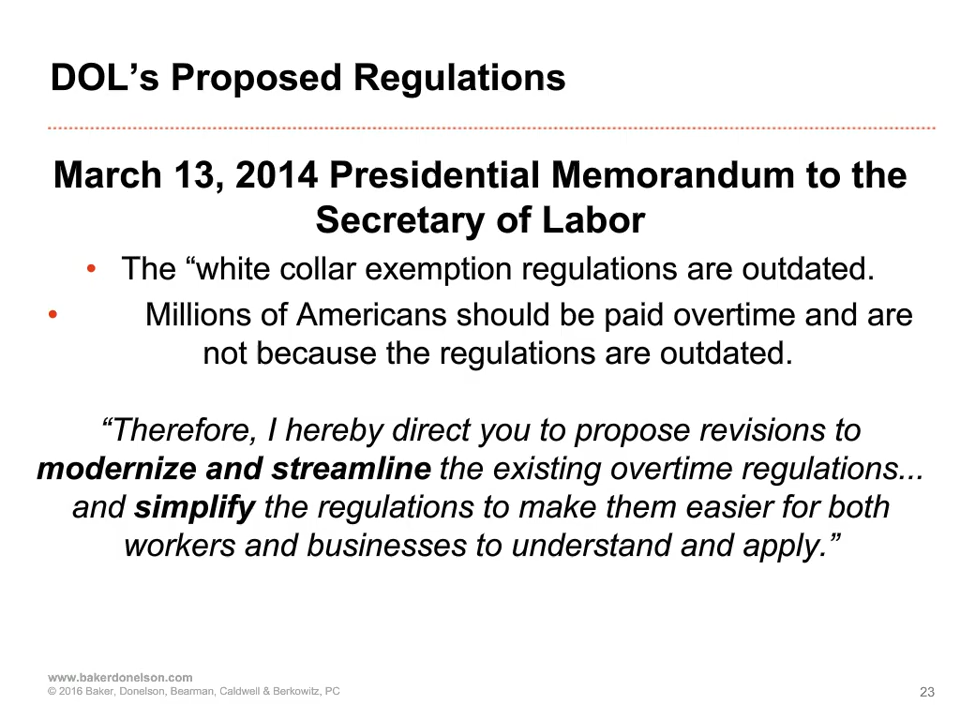 DOL’s Proposed Regulations
March 13, 2014 Presidential Memorandum to the
Secretary of Labor
• The “white collar exemption regulations are outdated.
• Millions of Americans should be paid overtime and are
not because the regulations are outdated.
“Therefore, I hereby direct you to propose revisions to
modernize and streamline the existing overtime regulations...
and simplify the regulations to make them easier for both
workers and businesses to understand and apply.”
www.bakerdonelson.com
© 2016 Baker, Donelson, Bearman, Caldwell & Berkowitz, PC
23